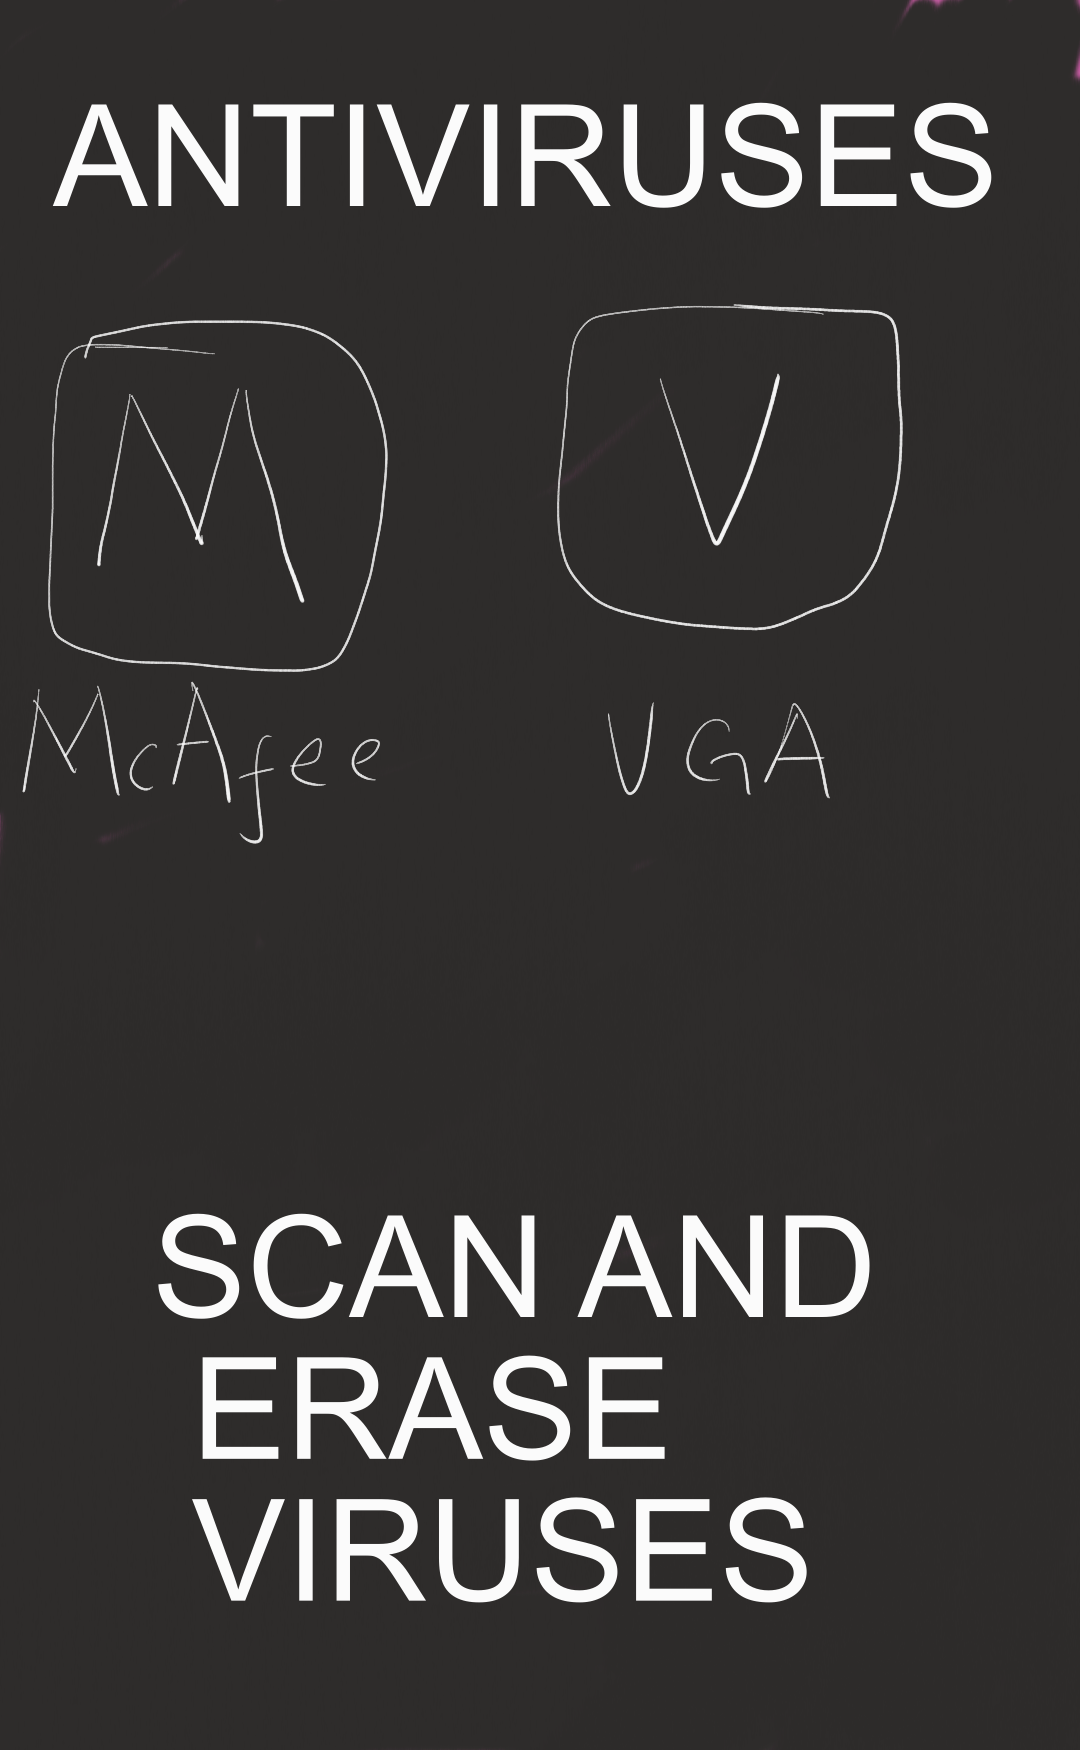 ANTIVIRUSES
M V
McAfee VGA
SCAN AND
ERASE
VIRUSES